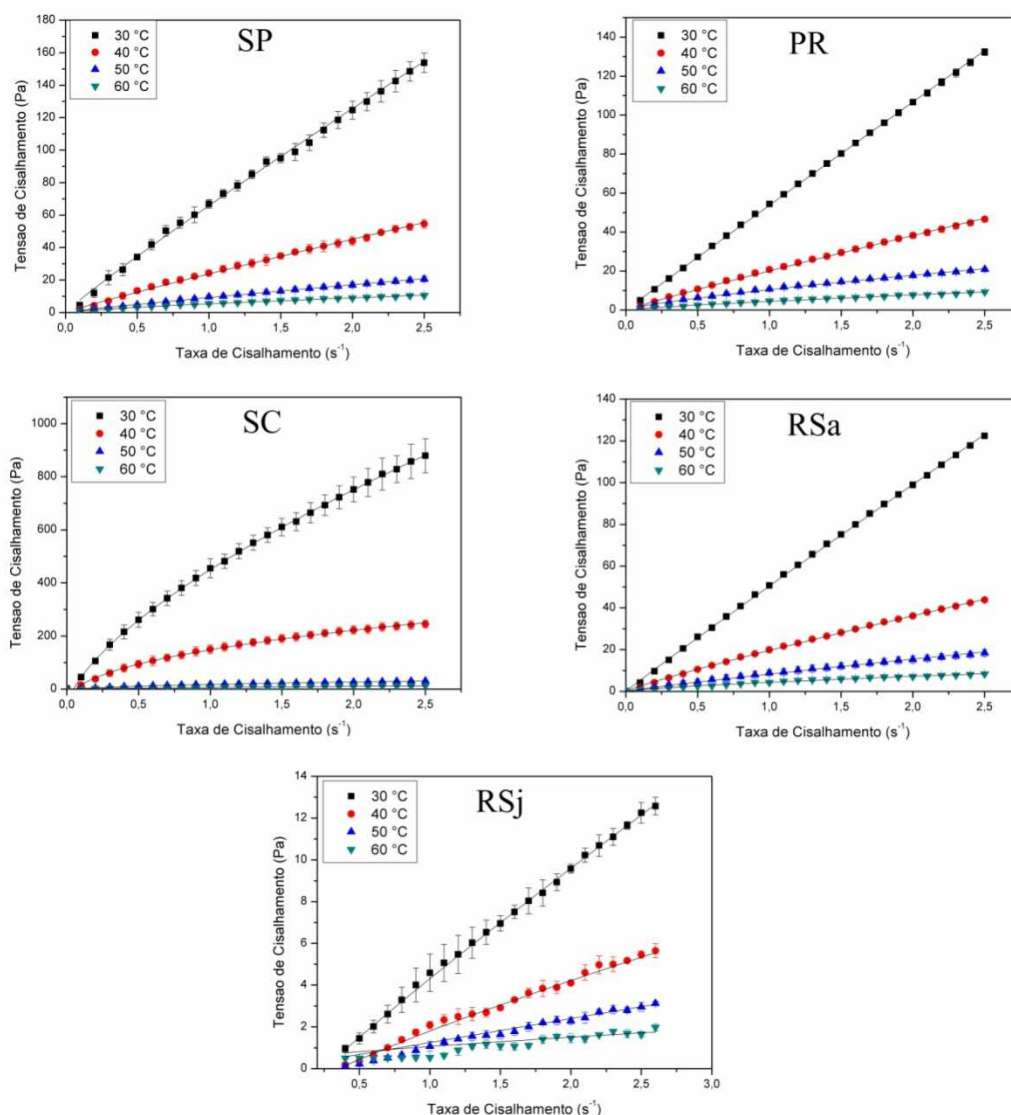 SP
30 °C
40 °C
50 °C
60 °C
180
160
140
120
100
80
60
40
20
0
0,0
0,5
1,0
1,5
2,0
2,5
Tensao de Cisalhamento (Pa)
Taxa de Cisalhamento (s⁻¹)
PR
30 °C
40 °C
50 °C
60 °C
140
120
100
80
60
40
20
0
0,0
0,5
1,0
1,5
2,0
2,5
Tensao de Cisalhamento (Pa)
Taxa de Cisalhamento (s⁻¹)
SC
30 °C
40 °C
50 °C
60 °C
1000
800
600
400
200
0
0,0
0,5
1,0
1,5
2,0
2,5
Tensao de Cisalhamento (Pa)
Taxa de Cisalhamento (s⁻¹)
RSa
30 °C
40 °C
50 °C
60 °C
140
120
100
80
60
40
20
0
0,0
0,5
1,0
1,5
2,0
2,5
Tensao de Cisalhamento (Pa)
Taxa de Cisalhamento (s⁻¹)
RSj
30 °C
40 °C
50 °C
60 °C
14
12
10
8
6
4
2
0
0,5
1,0
1,5
2,0
2,5
3,0
Tensao de Cisalhamento (Pa)
Taxa de Cisalhamento (s⁻¹)